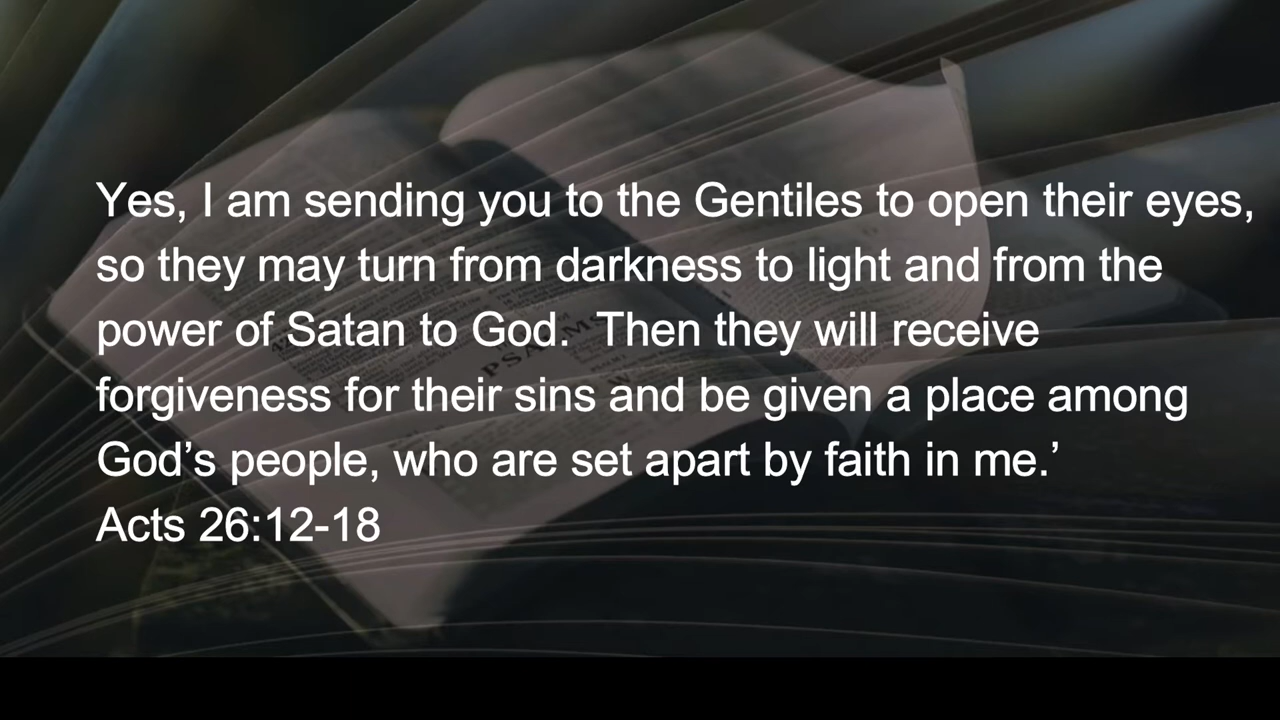 Yes, I am sending you to the Gentiles to open their eyes,
so they may turn from darkness to light and from the
power of Satan to God.  Then they will receive
forgiveness for their sins and be given a place among
God’s people, who are set apart by faith in me.’
Acts 26:12-18
PSALMS